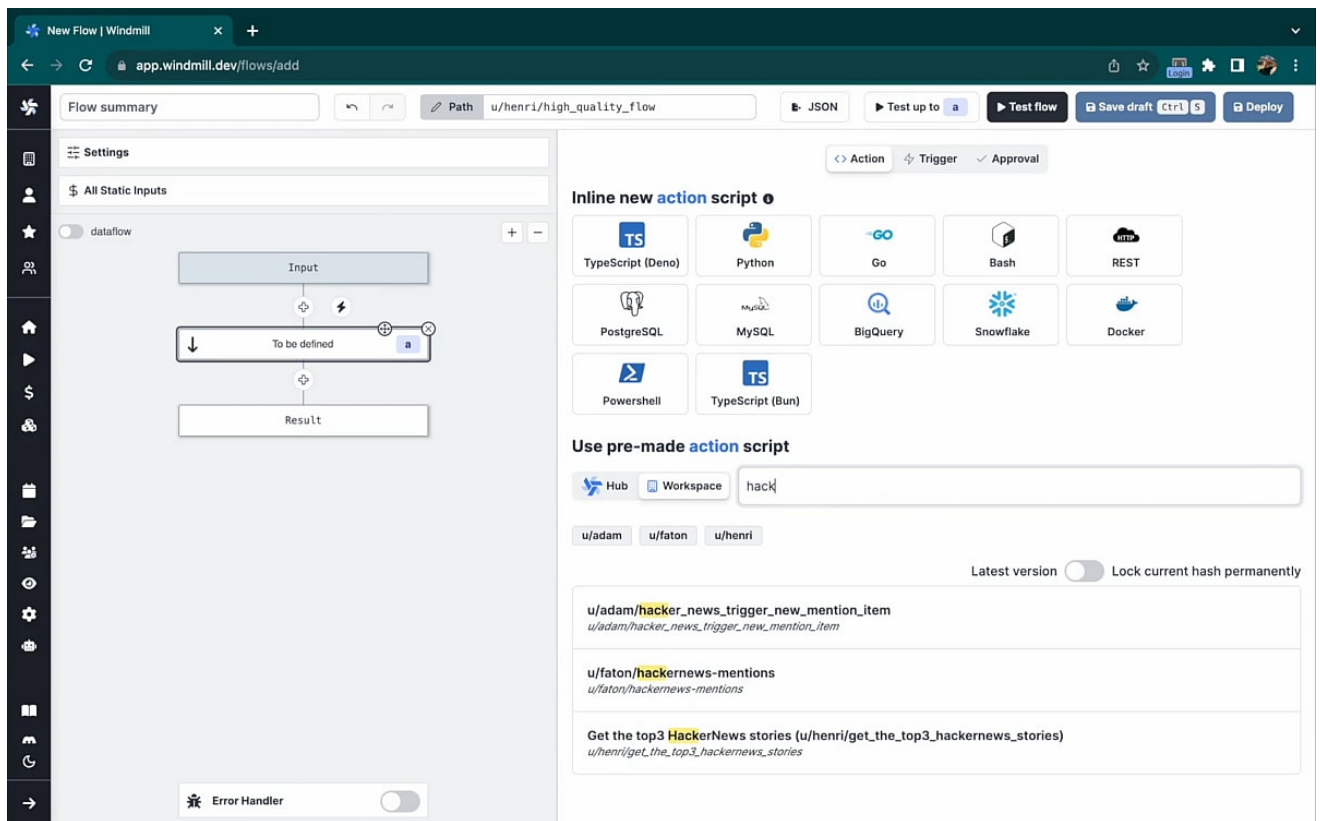 New Flow | Windmill
app.windmill.dev/flows/add
Login
Flow summary
Path
u/henri/high_quality_flow
JSON
Test up to a
Test flow
Save draft Ctrl S
Deploy
Settings
$ All Static Inputs
dataflow
Input
To be defined
a
Result
Error Handler
Action
Trigger
Approval
Inline new action script
TS
TypeScript (Deno)
Python
GO
Go
Bash
HTTP
REST
PostgreSQL
MySQL
MySQL
BigQuery
Snowflake
Docker
Powershell
TS
TypeScript (Bun)
Use pre-made action script
Hub
Workspace
hack
u/adam
u/faton
u/henri
Latest version
Lock current hash permanently
u/adam/hacker_news_trigger_new_mention_item
u/adam/hacker_news_trigger_new_mention_item
u/faton/hackernews-mentions
u/faton/hackernews-mentions
Get the top3 HackerNews stories (u/henri/get_the_top3_hackernews_stories)
u/henri/get_the_top3_hackernews_stories